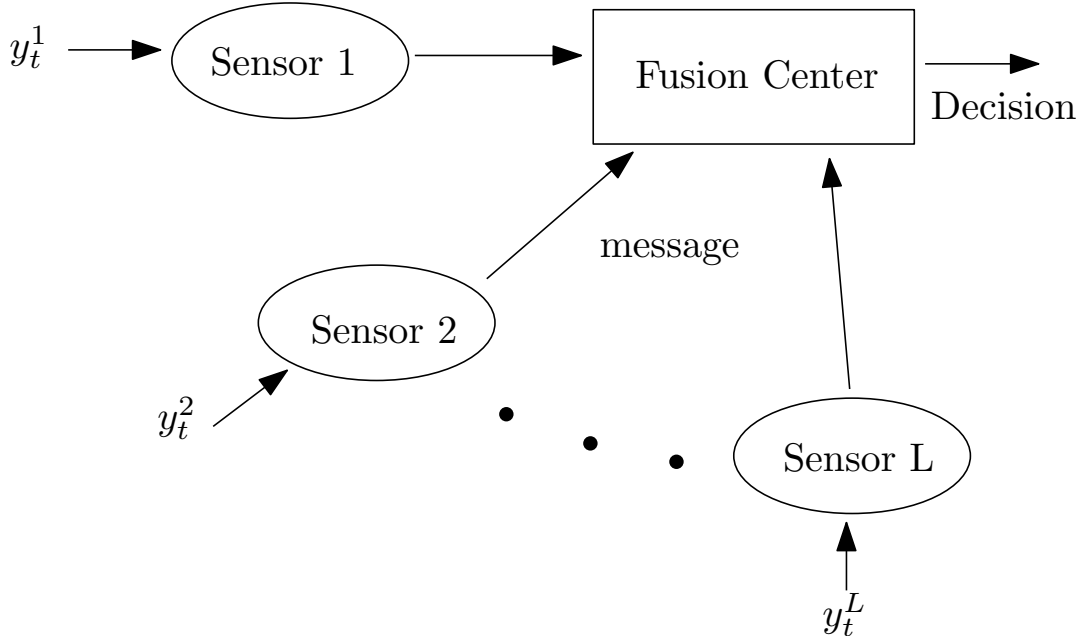 y_t^1
Sensor 1
Fusion Center
Decision
message
Sensor 2
y_t^2
Sensor L
y_t^L